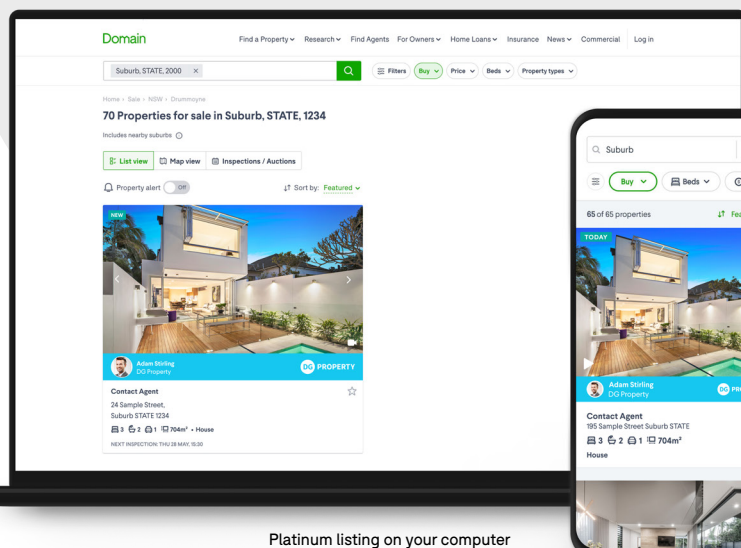 Domain
Find a Property Research Find Agents For Owners Home Loans Insurance News Commercial Log in
Suburb, STATE, 2000 ×
Filters Buy Price Beds Property types
Home › Sale › NSW › Drummoyne
70 Properties for sale in Suburb, STATE, 1234
Includes nearby suburbs
List view Map view Inspections / Auctions
Property alert Off Sort by: Featured
NEW
Adam Stirling
DG Property
DG PROPERTY
Contact Agent
24 Sample Street,
Suburb STATE 1234
3 2 1 704m² • House
NEXT INSPECTION: THU 28 MAY, 15:30
Suburb
Buy Beds
65 of 65 properties Fea
TODAY
Adam Stirling
DG Property
DG PRO
Contact Agent
195 Sample Street Suburb STATE
3 2 1 704m²
House
Platinum listing on your computer